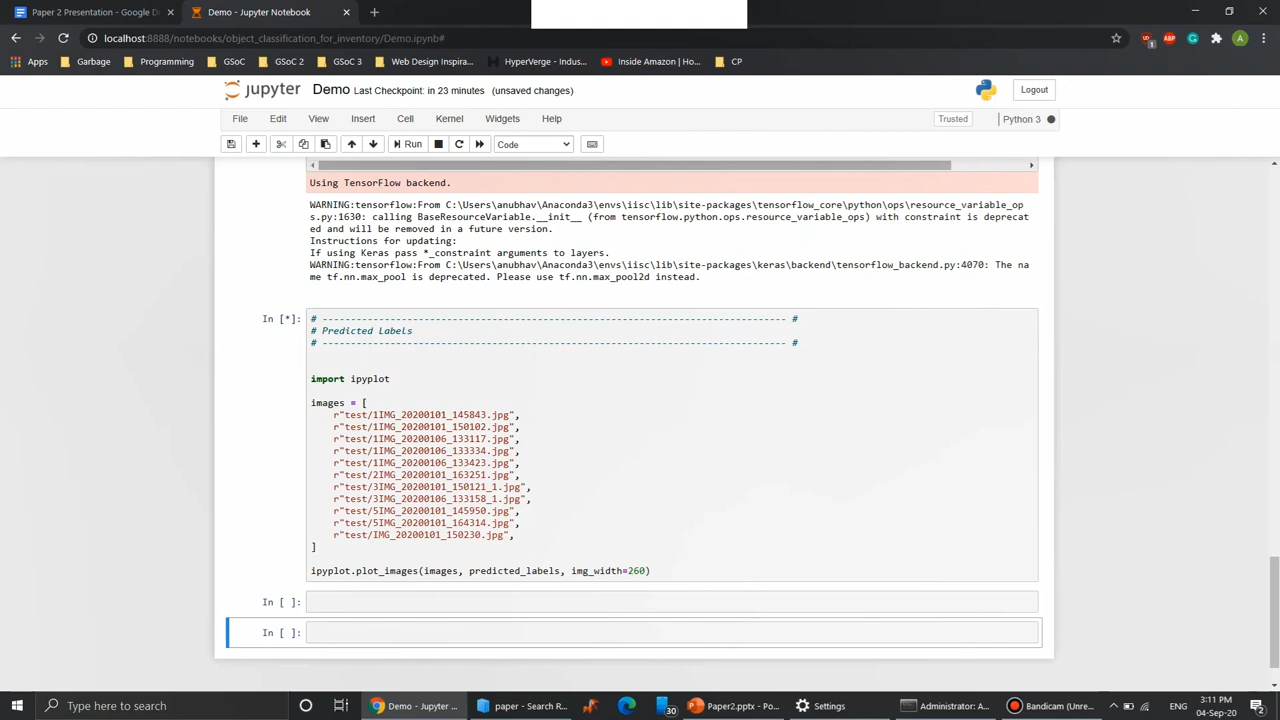 Paper 2 Presentation - Google D
Demo - Jupyter Notebook
localhost:8888/notebooks/object_classification_for_inventory/Demo.ipynb#
Apps
Garbage
Programming
GSoC
GSoC 2
GSoC 3
Web Design Inspira...
HyperVerge - Indus...
Inside Amazon | Ho...
CP
jupyter Demo Last Checkpoint: in 23 minutes (unsaved changes)
Logout
File Edit View Insert Cell Kernel Widgets Help
Trusted
Python 3
Run
Code
Using TensorFlow backend.
WARNING:tensorflow:From C:\Users\anubhav\Anaconda3\envs\iisc\lib\site-packages\tensorflow_core\python\ops\resource_variable_op
s.py:1630: calling BaseResourceVariable.__init__ (from tensorflow.python.ops.resource_variable_ops) with constraint is deprecat
ed and will be removed in a future version.
Instructions for updating:
If using Keras pass *_constraint arguments to layers.
WARNING:tensorflow:From C:\Users\anubhav\Anaconda3\envs\iisc\lib\site-packages\keras\backend\tensorflow_backend.py:4070: The na
me tf.nn.max_pool is deprecated. Please use tf.nn.max_pool2d instead.
In [*]:
# ------------------------------------------------------------------------------ #
# Predicted Labels
# ------------------------------------------------------------------------------ #
import ipyplot
images = [
r"test/1IMG_20200101_145843.jpg",
r"test/1IMG_20200101_150102.jpg",
r"test/1IMG_20200106_133117.jpg",
r"test/1IMG_20200106_133334.jpg",
r"test/1IMG_20200106_133423.jpg",
r"test/2IMG_20200101_163251.jpg",
r"test/3IMG_20200101_150121_1.jpg",
r"test/3IMG_20200106_133158_1.jpg",
r"test/5IMG_20200101_145950.jpg",
r"test/5IMG_20200101_164314.jpg",
r"test/IMG_20200101_150230.jpg",
]
ipyplot.plot_images(images, predicted_labels, img_width=260)
In [ ]:
In [ ]:
Type here to search
Demo - Jupyter ...
paper - Search R...
30
Paper2.pptx - Po...
Settings
Administrator: A...
Bandicam (Unre...
ENG
3:11 PM
04-Sep-20
2